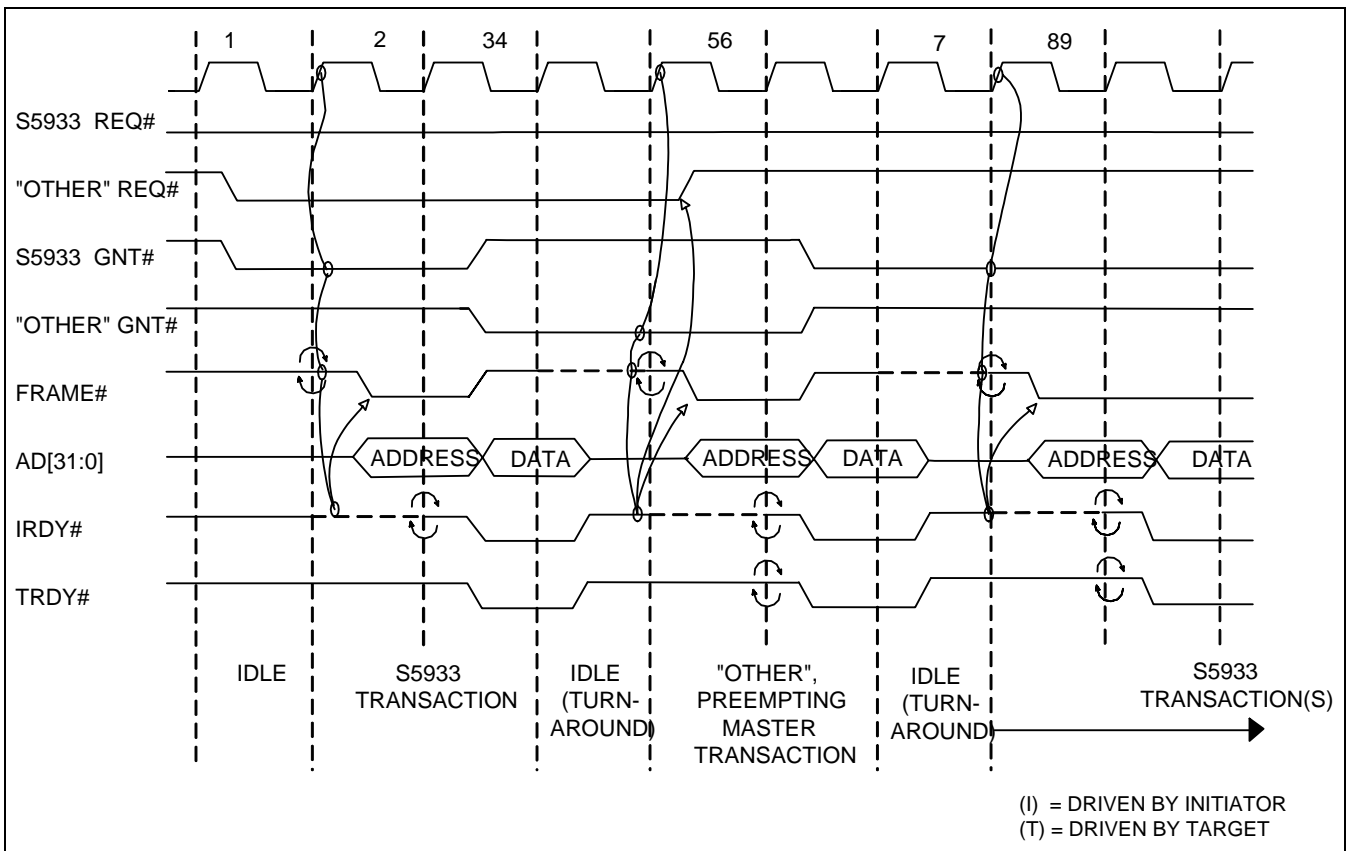 1 2 34 56 7 89
S5933 REQ#
"OTHER" REQ#
S5933 GNT#
"OTHER" GNT#
FRAME#
AD[31:0]
ADDRESS DATA ADDRESS DATA ADDRESS DATA
IRDY#
TRDY#
IDLE
S5933
TRANSACTION
IDLE
(TURN-
AROUND)
"OTHER",
PREEMPTING
MASTER
TRANSACTION
IDLE
(TURN-
AROUND)
S5933
TRANSACTION(S)
(I) = DRIVEN BY INITIATOR
(T) = DRIVEN BY TARGET